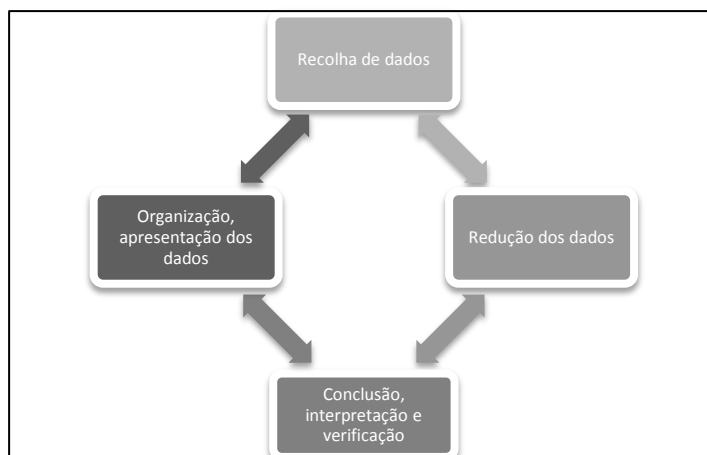 Recolha de dados
Organização,
apresentação dos
dados
Redução dos dados
Conclusão,
interpretação e
verificação